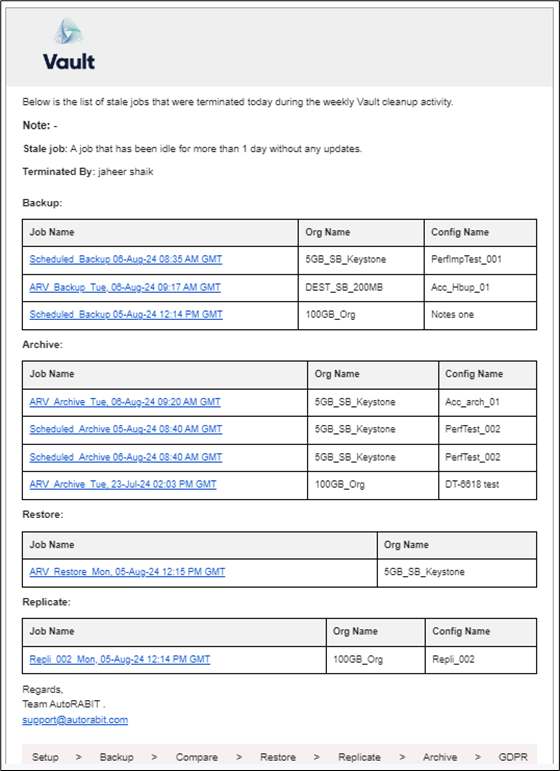 Vault
Below is the list of stale jobs that were terminated today during the weekly Vault cleanup activity.
Note: -
Stale job: A job that has been idle for more than 1 day without any updates.
Terminated By: jaheer shaik
Backup:
Job Name Org Name Config Name
Scheduled_Backup 06-Aug-24 08:35 AM GMT 5GB_SB_Keystone PerfImpTest_001
ARV_Backup_Tue, 06-Aug-24 09:17 AM GMT DEST_SB_200MB Acc_Hbup_01
Scheduled_Backup 05-Aug-24 12:14 PM GMT 100GB_Org Notes one
Archive:
Job Name Org Name Config Name
ARV_Archive_Tue, 06-Aug-24 09:20 AM GMT 5GB_SB_Keystone Acc_arch_01
Scheduled_Archive 05-Aug-24 08:40 AM GMT 5GB_SB_Keystone PerfTest_002
Scheduled_Archive 06-Aug-24 08:40 AM GMT 5GB_SB_Keystone PerfTest_002
ARV_Archive_Tue, 23-Jul-24 02:03 PM GMT 100GB_Org DT-6618 test
Restore:
Job Name Org Name
ARV_Restore_Mon, 05-Aug-24 12:15 PM GMT 5GB_SB_Keystone
Replicate:
Job Name Org Name Config Name
Repli_002_Mon, 05-Aug-24 12:14 PM GMT 100GB_Org Repli_002
Regards,
Team AutoRABIT .
support@autorabit.com
Setup > Backup > Compare > Restore > Replicate > Archive > GDPR